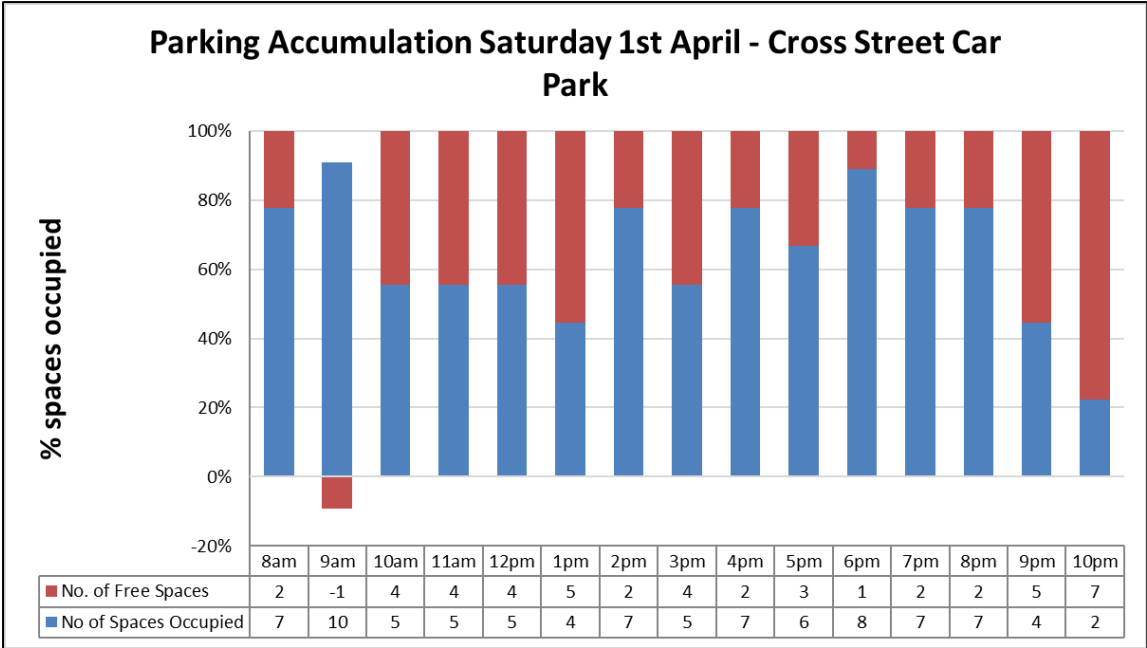 Parking Accumulation Saturday 1st April - Cross Street Car
Park
% spaces occupied
100%
80%
60%
40%
20%
0%
-20%
8am 9am 10am 11am 12pm 1pm 2pm 3pm 4pm 5pm 6pm 7pm 8pm 9pm 10pm
No. of Free Spaces 2 -1 4 4 4 5 2 4 2 3 1 2 2 5 7
No of Spaces Occupied 7 10 5 5 5 4 7 5 7 6 8 7 7 4 2